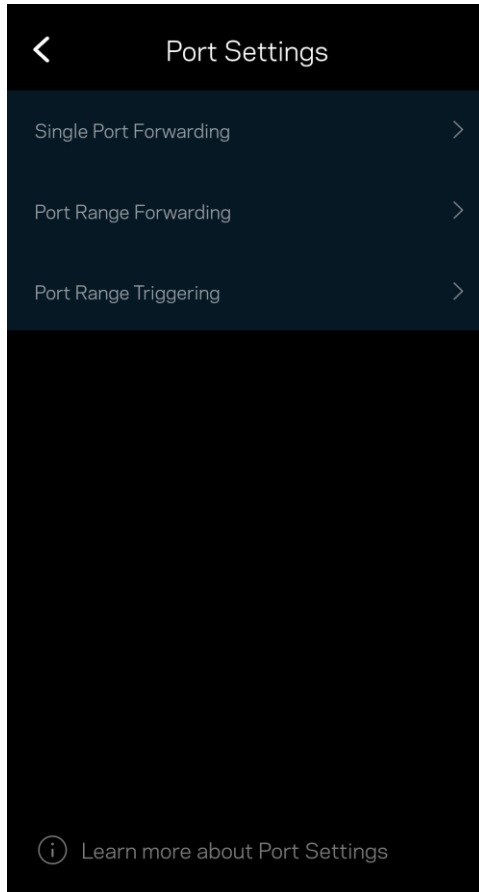 Port Settings
Single Port Forwarding
Port Range Forwarding
Port Range Triggering
Learn more about Port Settings